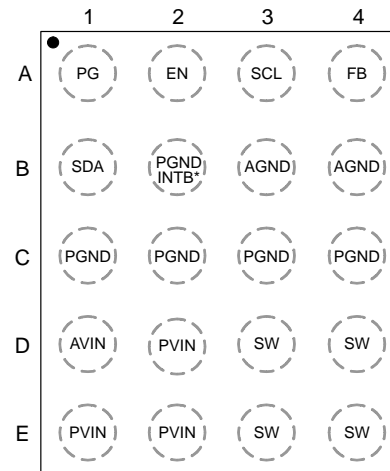 1 2 3 4
A PG EN SCL FB
B SDA PGND INTB* AGND AGND
C PGND PGND PGND PGND
D AVIN PVIN SW SW
E PVIN PVIN SW SW